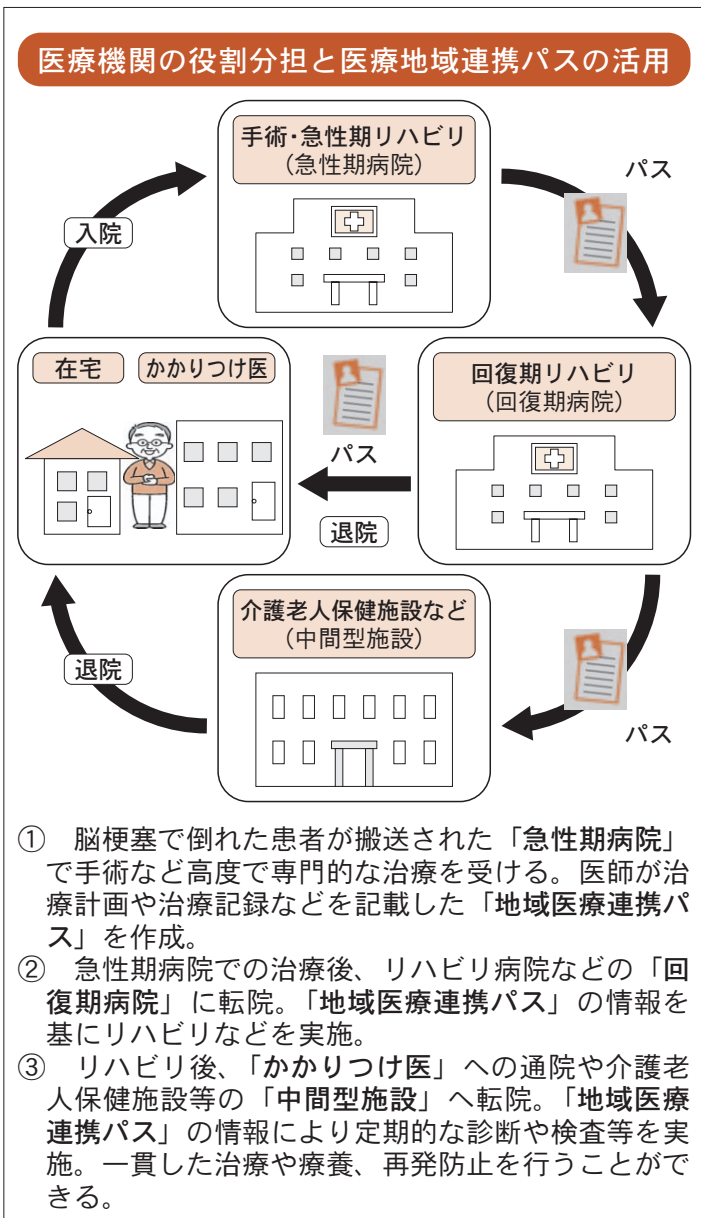 医療機関の役割分担と医療地域連携パスの活用
手術・急性期リハビリ
（急性期病院）
パス
入院
在宅
かかりつけ医
パス
退院
回復期リハビリ
（回復期病院）
介護老人保健施設など
（中間型施設）
退院
パス
①　脳梗塞で倒れた患者が搬送された「急性期病院」
で手術など高度で専門的な治療を受ける。医師が治
療計画や治療記録などを記載した「地域医療連携パ
ス」を作成。
②　急性期病院での治療後、リハビリ病院などの「回
復期病院」に転院。「地域医療連携パス」の情報を
基にリハビリなどを実施。
③　リハビリ後、「かかりつけ医」への通院や介護老
人保健施設等の「中間型施設」へ転院。「地域医療
連携パス」の情報により定期的な診断や検査等を実
施。一貫した治療や療養、再発防止を行うことがで
きる。